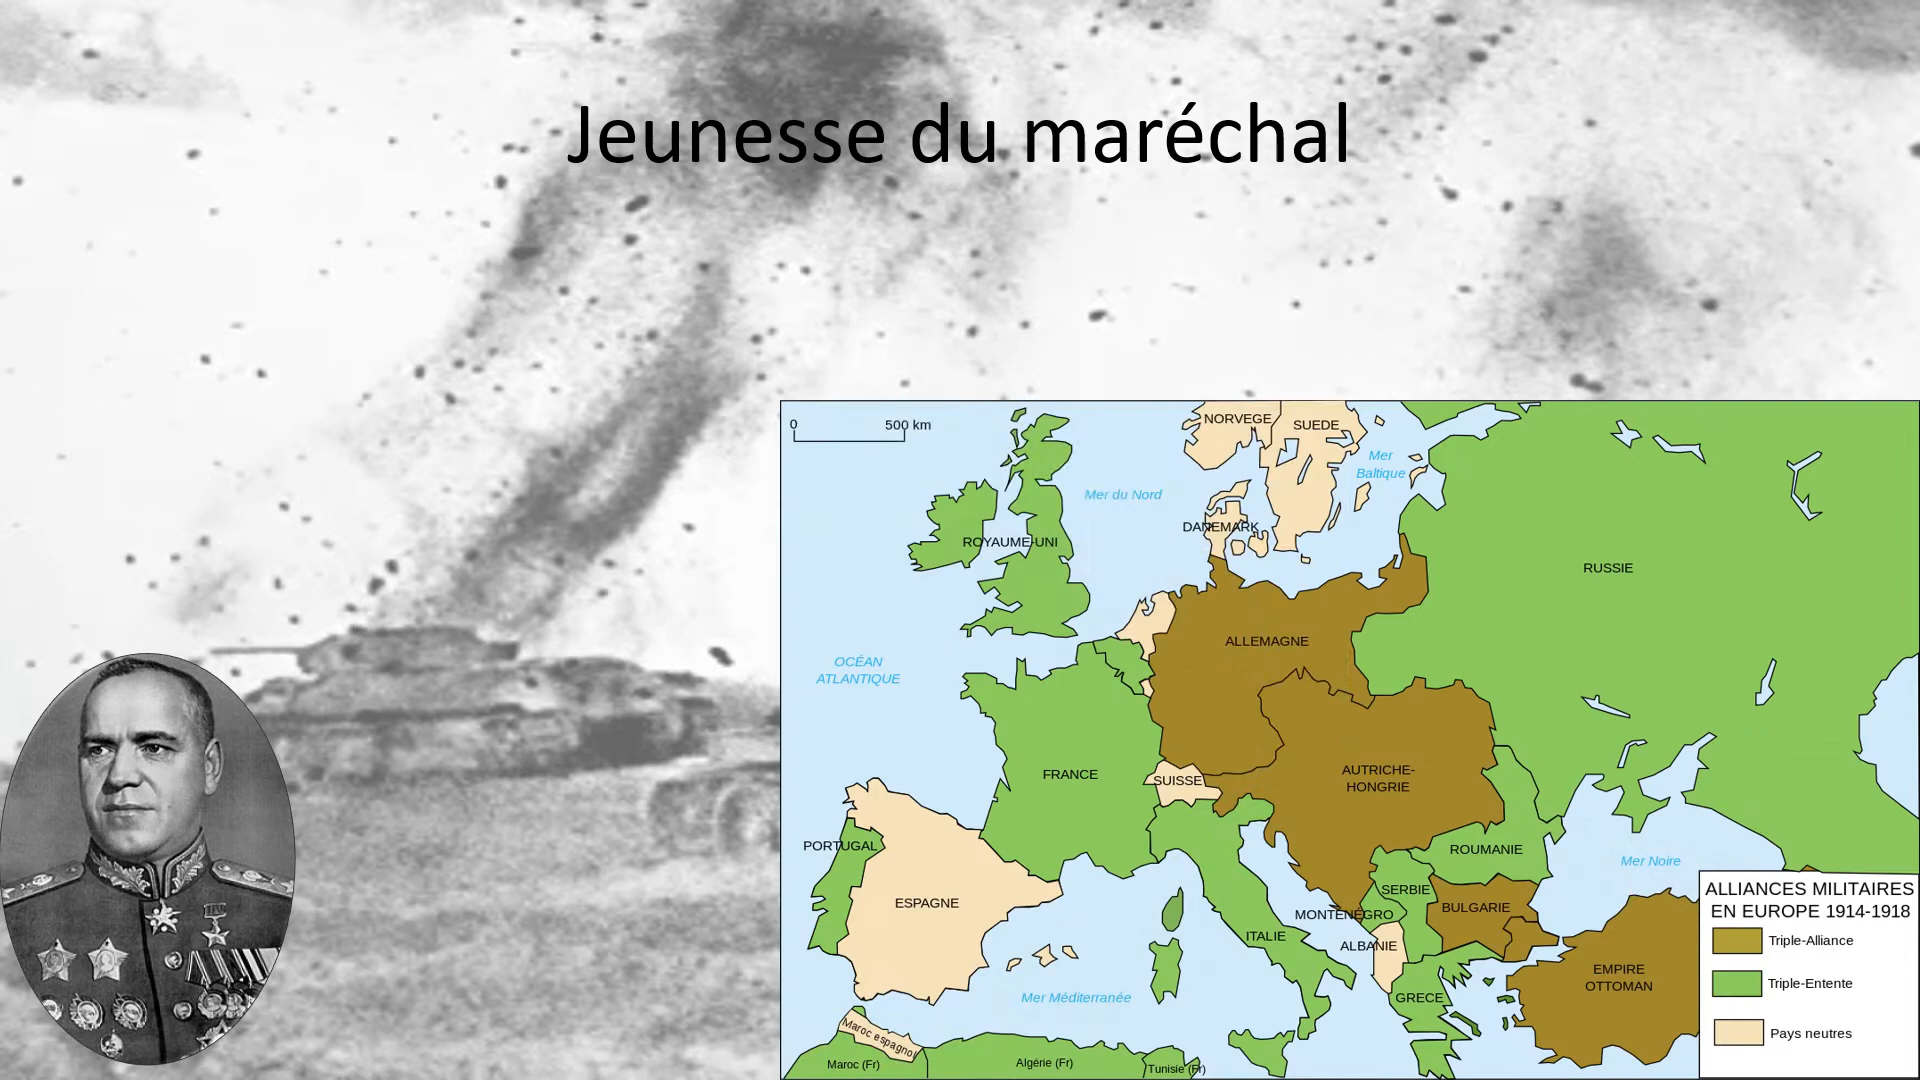 Jeunesse du maréchal
0 500 km
NORVEGE
SUEDE
Mer
Baltique
Mer du Nord
DANEMARK
ROYAUME-UNI
RUSSIE
ALLEMAGNE
OCÉAN
ATLANTIQUE
FRANCE
SUISSE
AUTRICHE-
HONGRIE
PORTUGAL
ROUMANIE
Mer Noire
ESPAGNE
SERBIE
BULGARIE
MONTENEGRO
ITALIE
ALBANIE
EMPIRE
OTTOMAN
Mer Méditerranée
GRECE
Maroc espagnol
Maroc (Fr)
Algérie (Fr)
Tunisie (Fr)
ALLIANCES MILITAIRES
EN EUROPE 1914-1918
Triple-Alliance
Triple-Entente
Pays neutres